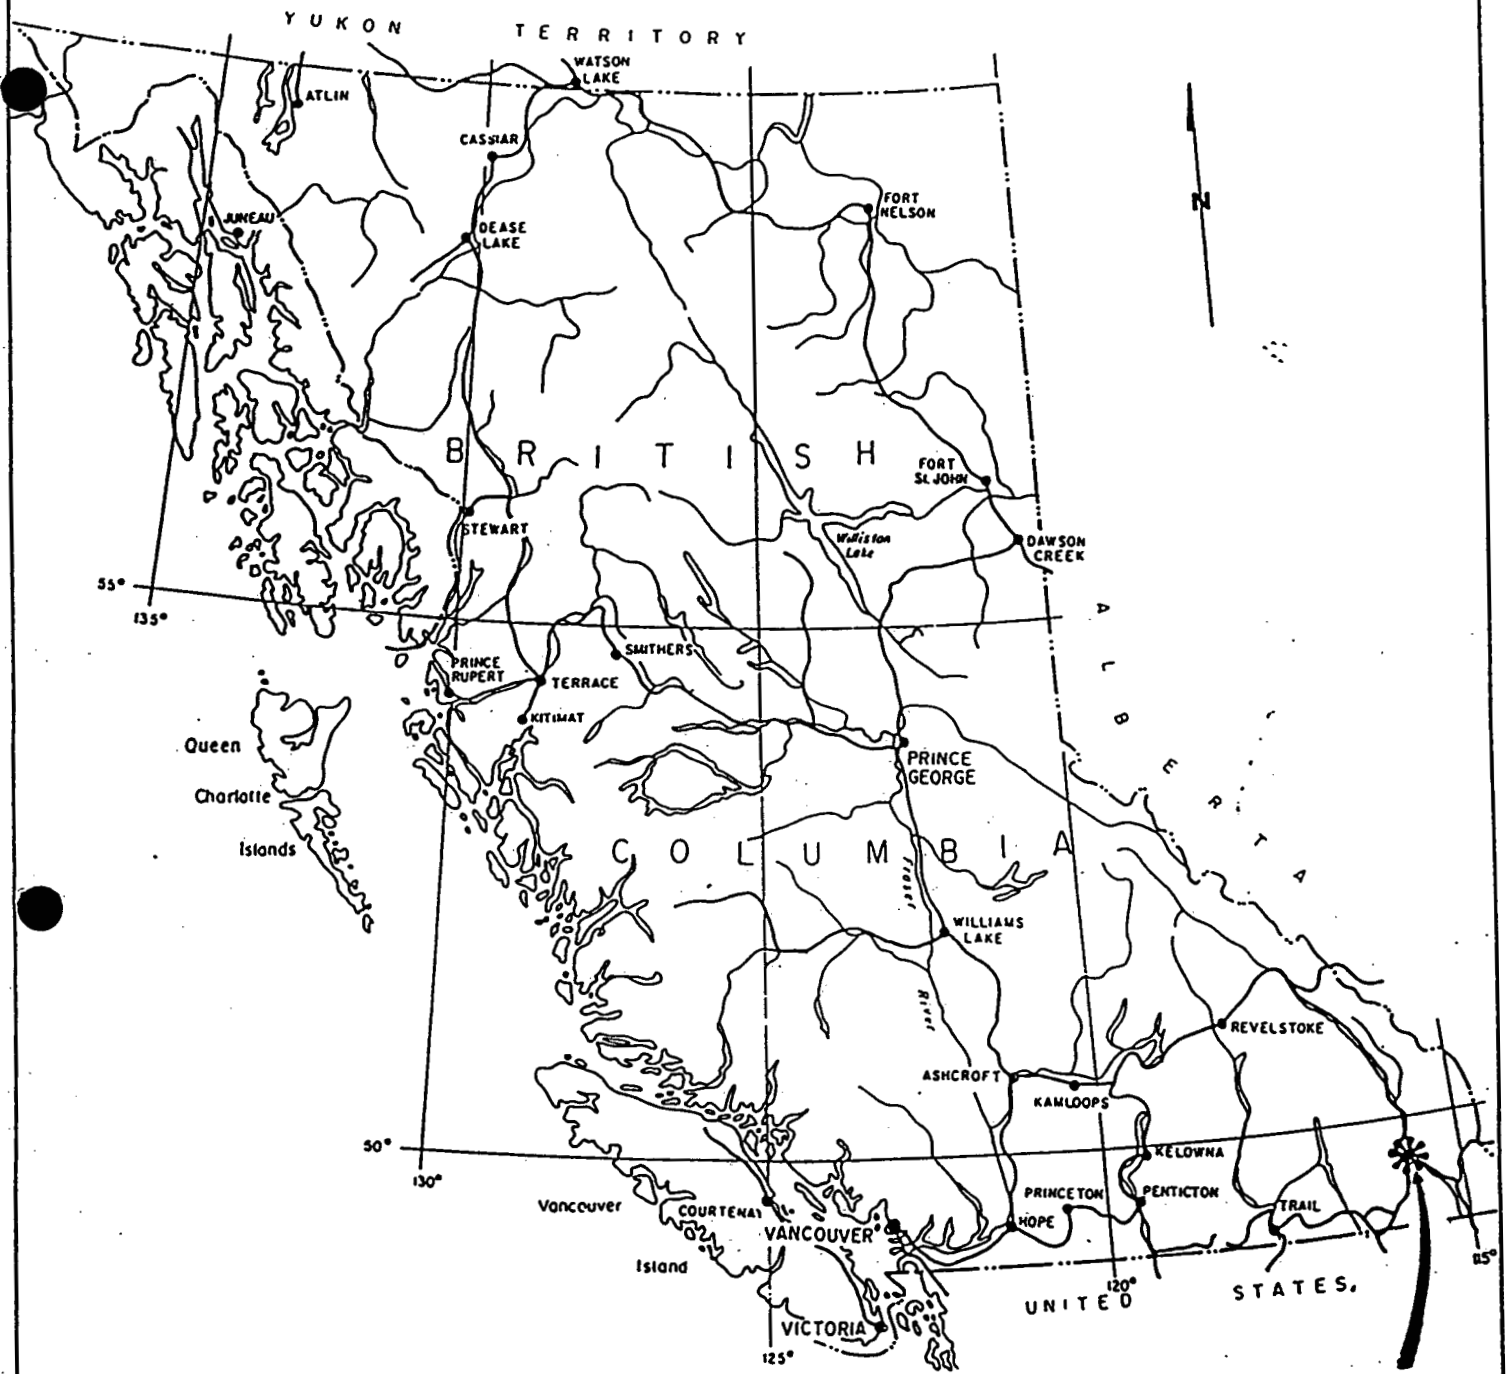 YUKON TERRITORY
WATSON
LAKE
ATLIN
CASSIAR
FORT
NELSON
N
JUNEAU
DEASE
LAKE
BRITISH
FORT
ST. JOHN
STEWART
Williston
Lake
DAWSON
CREEK
55°
135°
ALBERTA
SMITHERS
PRINCE
RUPERT
TERRACE
KITIMAT
Queen
Charlotte
Islands
PRINCE
GEORGE
COLUMBIA
Fraser
River
WILLIAMS
LAKE
REVELSTOKE
ASHCROFT
KAMLOOPS
50°
130°
KELOWNA
PRINCETON
PENTICTON
Vancouver
Island
COURTENAY
TRAIL
HOPE
VANCOUVER
115°
120°
UNITED STATES.
VICTORIA
125°